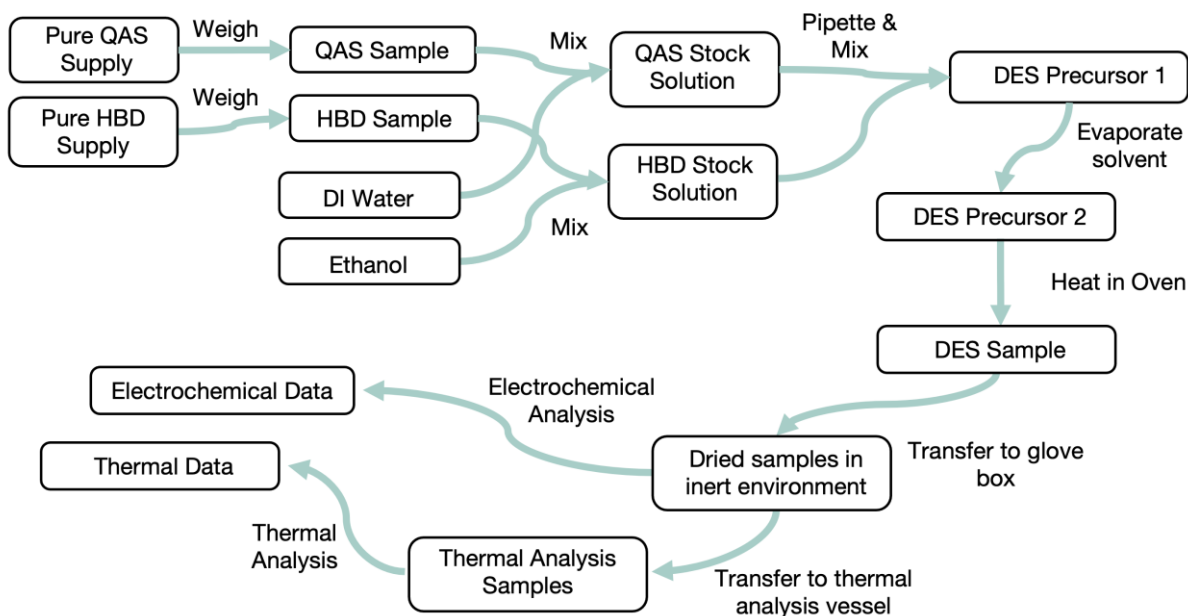 Pure QAS
Supply
Weigh
QAS Sample
Mix
QAS Stock
Solution
Pipette &
Mix
DES Precursor 1
Pure HBD
Supply
Weigh
HBD Sample
DI Water
Ethanol
Mix
HBD Stock
Solution
Evaporate
solvent
DES Precursor 2
Heat in Oven
DES Sample
Transfer to glove
box
Dried samples in
inert environment
Electrochemical
Analysis
Electrochemical Data
Transfer to thermal
analysis vessel
Thermal Analysis
Samples
Thermal
Analysis
Thermal Data